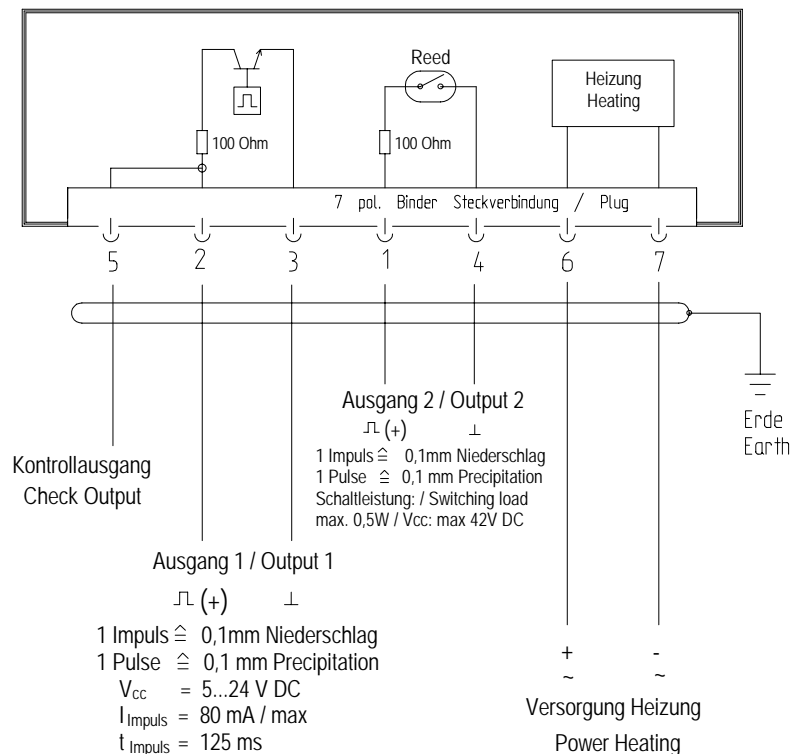 Reed
Heizung
Heating
100 Ohm
100 Ohm
7 pol. Binder Steckverbindung / Plug
5 2 3 1 4 6 7
Erde
Earth
Ausgang 2 / Output 2
(+) ⊥
1 Impuls ≙ 0,1mm Niederschlag
1 Pulse ≙ 0,1 mm Precipitation
Schaltleistung: / Switching load
max. 0,5W / Vcc: max 42V DC
Kontrollausgang
Check Output
Ausgang 1 / Output 1
(+) ⊥
1 Impuls ≙ 0,1mm Niederschlag
1 Pulse ≙ 0,1 mm Precipitation
Vcc = 5...24 V DC
I Impuls = 80 mA / max
t Impuls = 125 ms
+ -
~ ~
Versorgung Heizung
Power Heating